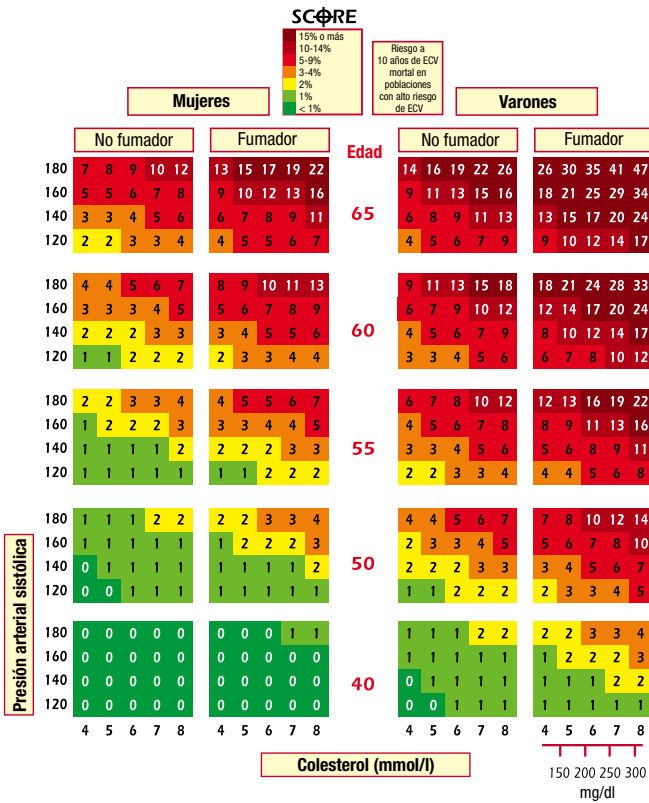 SCORE
15% o más
10-14%
5-9%
3-4%
2%
1%
< 1%
Riesgo a
10 años de ECV
mortal en
poblaciones
con alto riesgo
de ECV
Mujeres
Varones
No fumador
Fumador
Edad
No fumador
Fumador
180 7 8 9 10 12 13 15 17 19 22 14 16 19 22 26 26 30 35 41 47
160 5 5 6 7 8 9 10 12 13 16 9 11 13 15 16 18 21 25 29 34
65
140 3 3 4 5 6 6 7 8 9 11 6 8 9 11 13 13 15 17 20 24
120 2 2 3 3 4 4 5 5 6 7 4 5 6 7 9 9 10 12 14 17
180 4 4 5 6 7 8 9 10 11 13 9 11 13 15 18 18 21 24 28 33
160 3 3 3 4 5 5 6 7 8 9 6 7 9 10 12 12 14 17 20 24
60
140 2 2 2 3 3 3 4 5 5 6 4 5 6 7 9 8 10 12 14 17
120 1 1 2 2 2 2 3 3 4 4 3 3 4 5 6 6 7 8 10 12
180 2 2 3 3 4 4 5 5 6 7 6 7 8 10 12 12 13 16 19 22
160 1 2 2 2 3 3 3 4 4 5 4 5 6 7 8 8 9 11 13 16
55
140 1 1 1 1 2 2 2 2 3 3 3 3 4 5 6 5 6 8 9 11
120 1 1 1 1 1 1 1 2 2 2 2 2 3 3 4 4 4 5 6 8
180 1 1 1 2 2 2 2 3 3 4 4 4 5 6 7 7 8 10 12 14
160 1 1 1 1 1 1 2 2 2 3 2 3 3 4 5 5 6 7 8 10
50
140 0 1 1 1 1 1 1 1 1 2 2 2 2 3 3 3 4 5 6 7
120 0 0 1 1 1 1 1 1 1 1 1 1 2 2 2 2 3 3 4 5
180 0 0 0 0 0 0 0 0 1 1 1 1 1 2 2 2 2 3 3 4
160 0 0 0 0 0 0 0 0 0 0 1 1 1 1 1 1 2 2 2 3
40
140 0 0 0 0 0 0 0 0 0 0 0 1 1 1 1 1 1 1 2 2
120 0 0 0 0 0 0 0 0 0 0 0 0 1 1 1 1 1 1 1 1
4 5 6 7 8 4 5 6 7 8 4 5 6 7 8 4 5 6 7 8
Presión arterial sistólica
Colesterol (mmol/l)
150 200 250 300
mg/dl